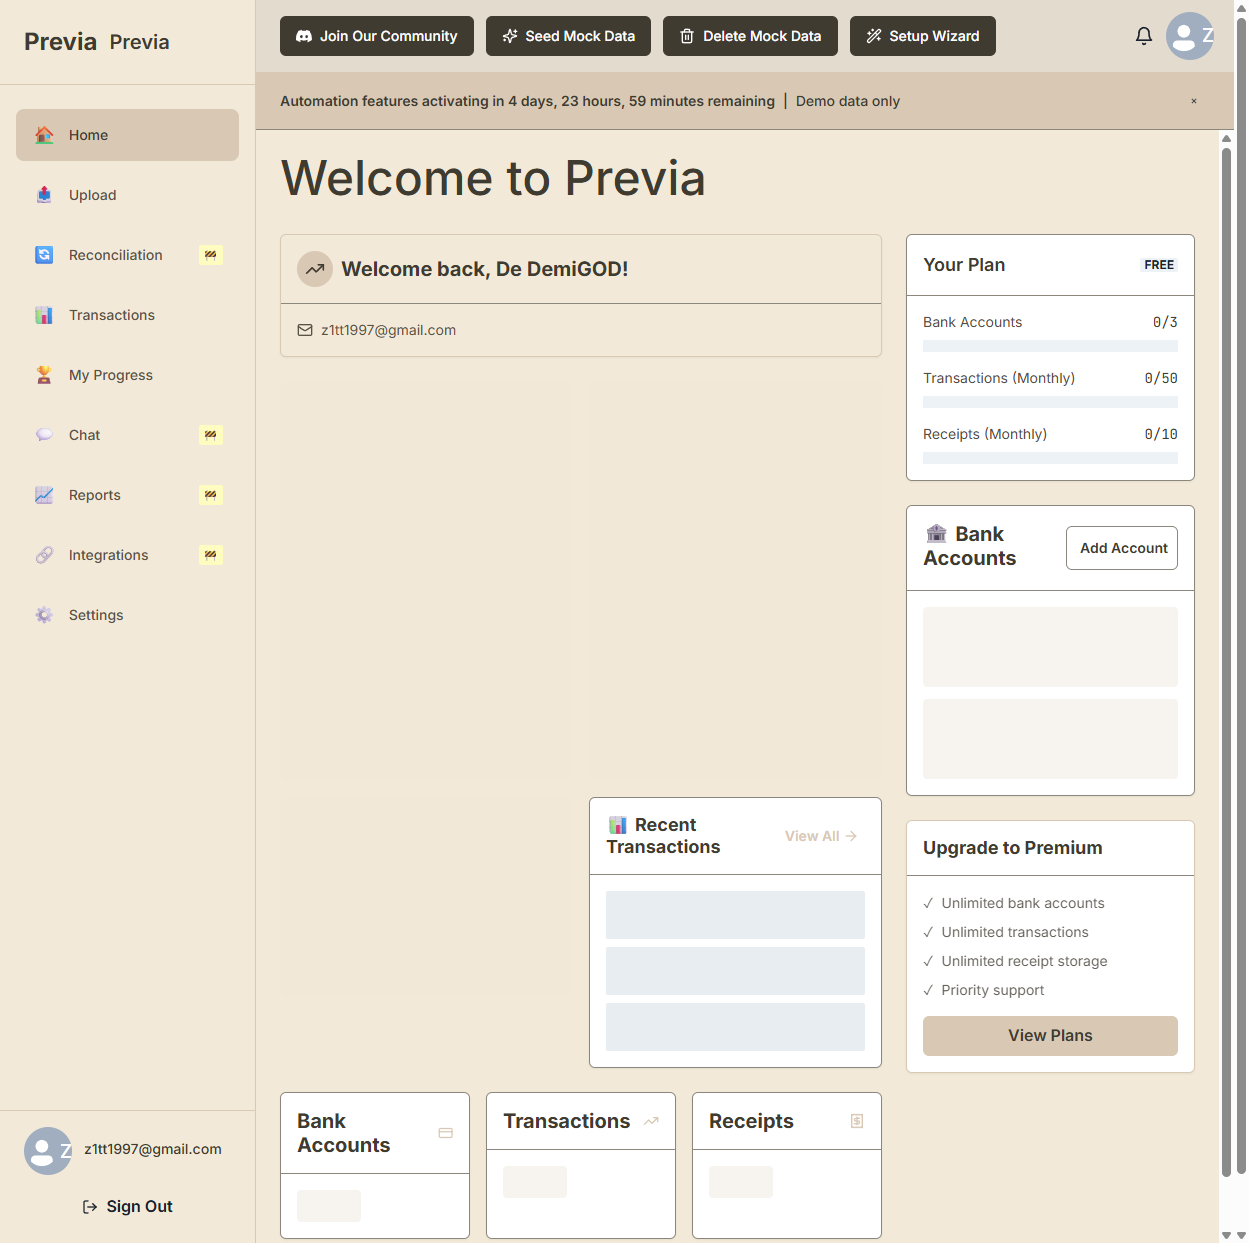 Previa Previa
Join Our Community
Seed Mock Data
Delete Mock Data
Setup Wizard
Z
Automation features activating in 4 days, 23 hours, 59 minutes remaining | Demo data only
×
Home
Upload
Reconciliation
Transactions
My Progress
Chat
Reports
Integrations
Settings
Z
z1tt1997@gmail.com
Sign Out
Welcome to Previa
Welcome back, De DemiGOD!
z1tt1997@gmail.com
Your Plan
FREE
Bank Accounts 0/3
Transactions (Monthly) 0/50
Receipts (Monthly) 0/10
Bank
Accounts
Add Account
Recent
Transactions
View All →
Upgrade to Premium
✓ Unlimited bank accounts
✓ Unlimited transactions
✓ Unlimited receipt storage
✓ Priority support
View Plans
Bank
Accounts
Transactions
Receipts